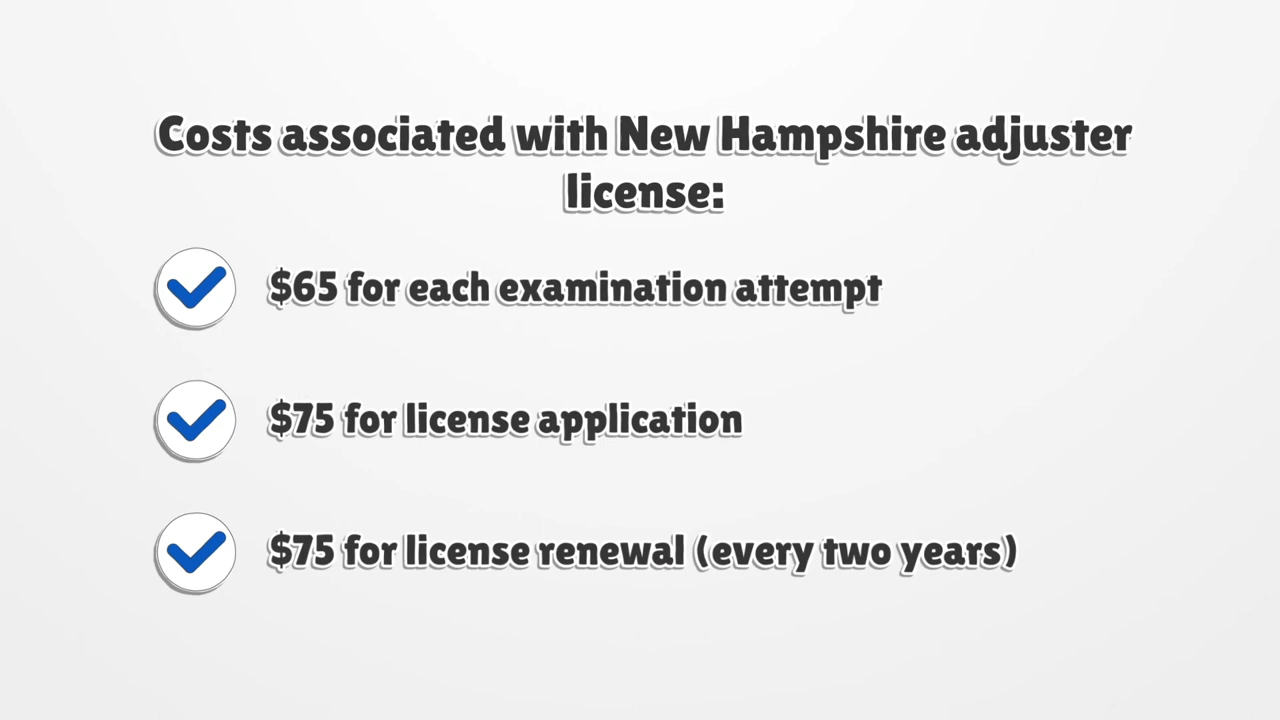 Costs associated with New Hampshire adjuster
license:
$65 for each examination attempt
$75 for license application
$75 for license renewal (every two years)